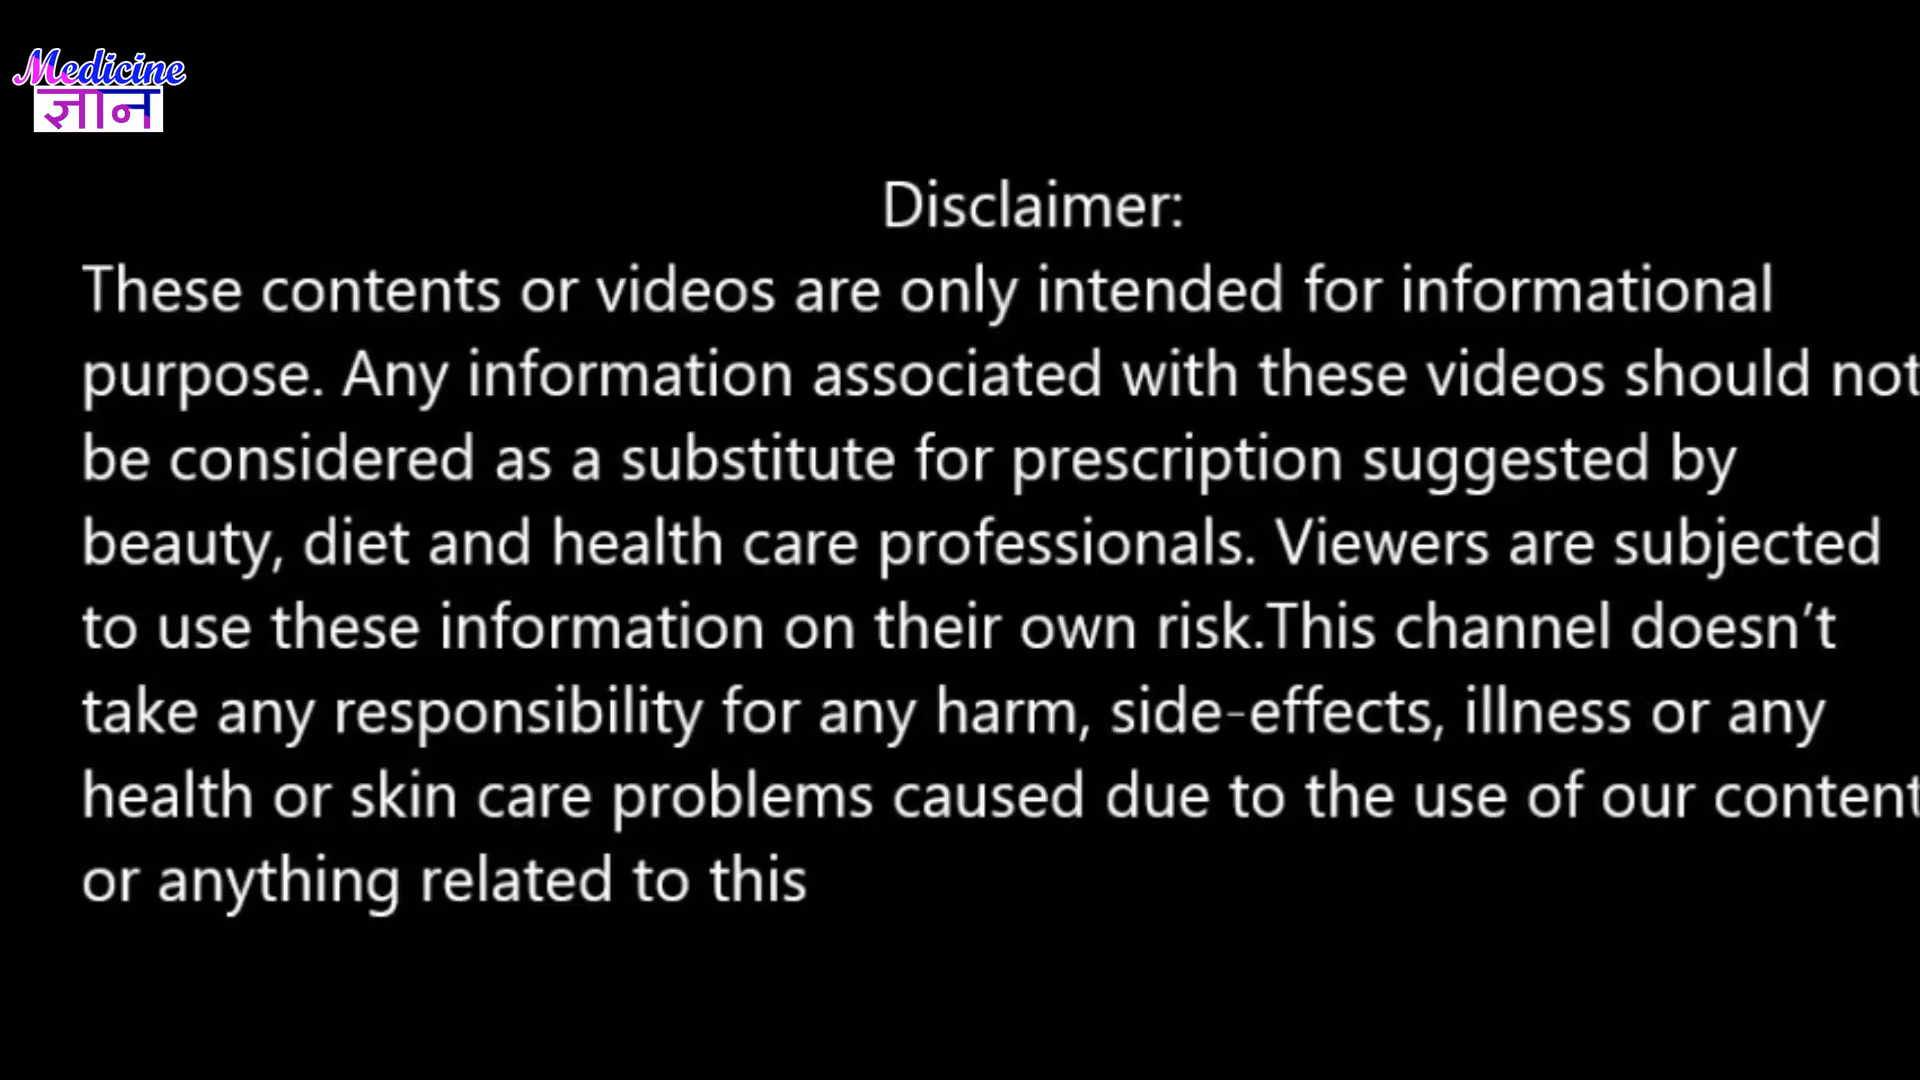 Medicine
ज्ञान
Disclaimer:
These contents or videos are only intended for informational
purpose. Any information associated with these videos should not
be considered as a substitute for prescription suggested by
beauty, diet and health care professionals. Viewers are subjected
to use these information on their own risk.This channel doesn’t
take any responsibility for any harm, side-effects, illness or any
health or skin care problems caused due to the use of our content
or anything related to this